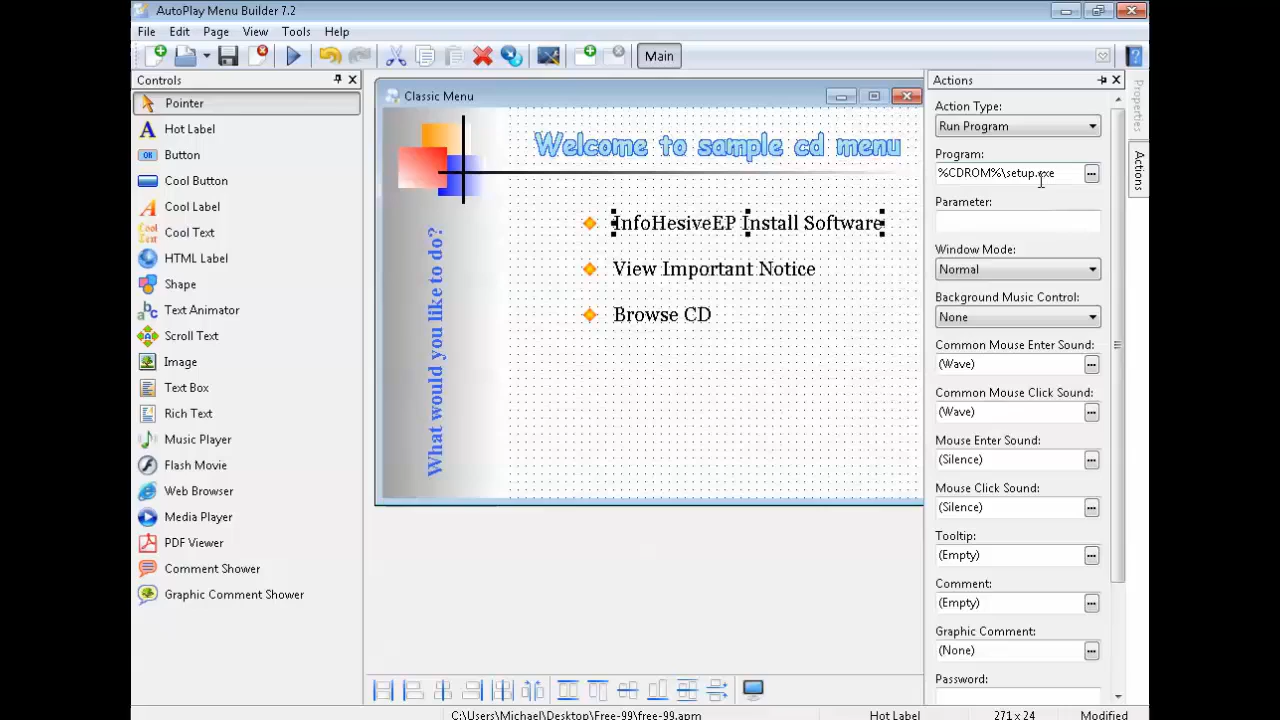 AutoPlay Menu Builder 7.2
File Edit Page View Tools Help
Main
Controls
Pointer
Hot Label
Button
Cool Button
Cool Label
Cool Text
HTML Label
Shape
Text Animator
Scroll Text
Image
Text Box
Rich Text
Music Player
Flash Movie
Web Browser
Media Player
PDF Viewer
Comment Shower
Graphic Comment Shower
Classic Menu
Welcome to sample cd menu
What would you like to do?
InfoHesiveEP Install Software
View Important Notice
Browse CD
Actions
Action Type:
Run Program
Program:
%CDROM%\setup.exe
Parameter:
Window Mode:
Normal
Background Music Control:
None
Common Mouse Enter Sound:
(Wave)
Common Mouse Click Sound:
(Wave)
Mouse Enter Sound:
(Silence)
Mouse Click Sound:
(Silence)
Tooltip:
(Empty)
Comment:
(Empty)
Graphic Comment:
(None)
Password:
Properties
Actions
C:\Users\Michael\Desktop\Free-99\free-99.apm Hot Label 271 x 24 Modified